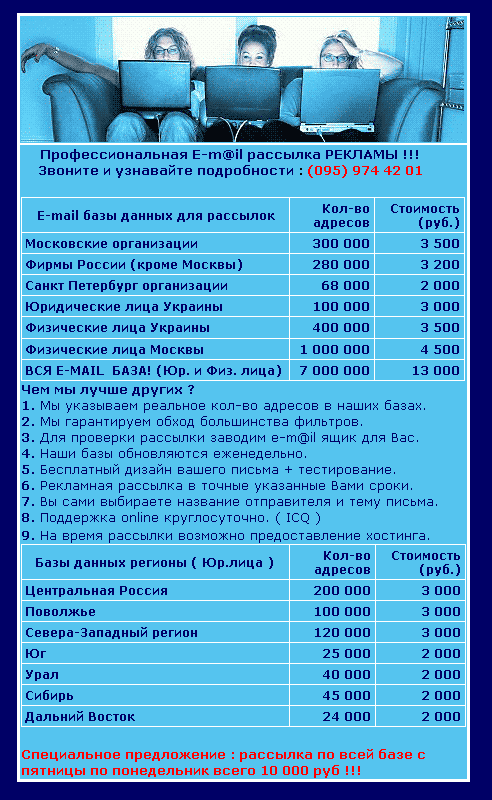 Профессиональная E-m@il рассылка РЕКЛАМЫ !!!
Звоните и узнавайте подробности : (095) 974 42 01
E-mail базы данных для рассылок Кол-во адресов Стоимость (руб.)
Московские организации 300 000 3 500
Фирмы России (кроме Москвы) 280 000 3 200
Санкт Петербург организации 68 000 2 000
Юридические лица Украины 100 000 3 000
Физические лица Украины 400 000 3 500
Физические лица Москвы 1 000 000 4 500
ВСЯ E-MAIL БАЗА! (Юр. и Физ. лица) 7 000 000 13 000
Чем мы лучше других ?
1. Мы указываем реальное кол-во адресов в наших базах.
2. Мы гарантируем обход большинства фильтров.
3. Для проверки рассылки заводим e-m@il ящик для Вас.
4. Наши базы обновляются еженедельно.
5. Бесплатный дизайн вашего письма + тестирование.
6. Рекламная рассылка в точные указанные Вами сроки.
7. Вы сами выбираете название отправителя и тему письма.
8. Поддержка online круглосуточно. ( ICQ )
9. На время рассылки возможно предоставление хостинга.
Базы данных регионы ( Юр.лица ) Кол-во адресов Стоимость (руб.)
Центральная Россия 200 000 3 000
Поволжье 100 000 3 000
Севера-Западный регион 120 000 3 000
Юг 25 000 2 000
Урал 40 000 2 000
Сибирь 45 000 2 000
Дальний Восток 24 000 2 000
Специальное предложение : рассылка по всей базе с
пятницы по понедельник всего 10 000 руб !!!